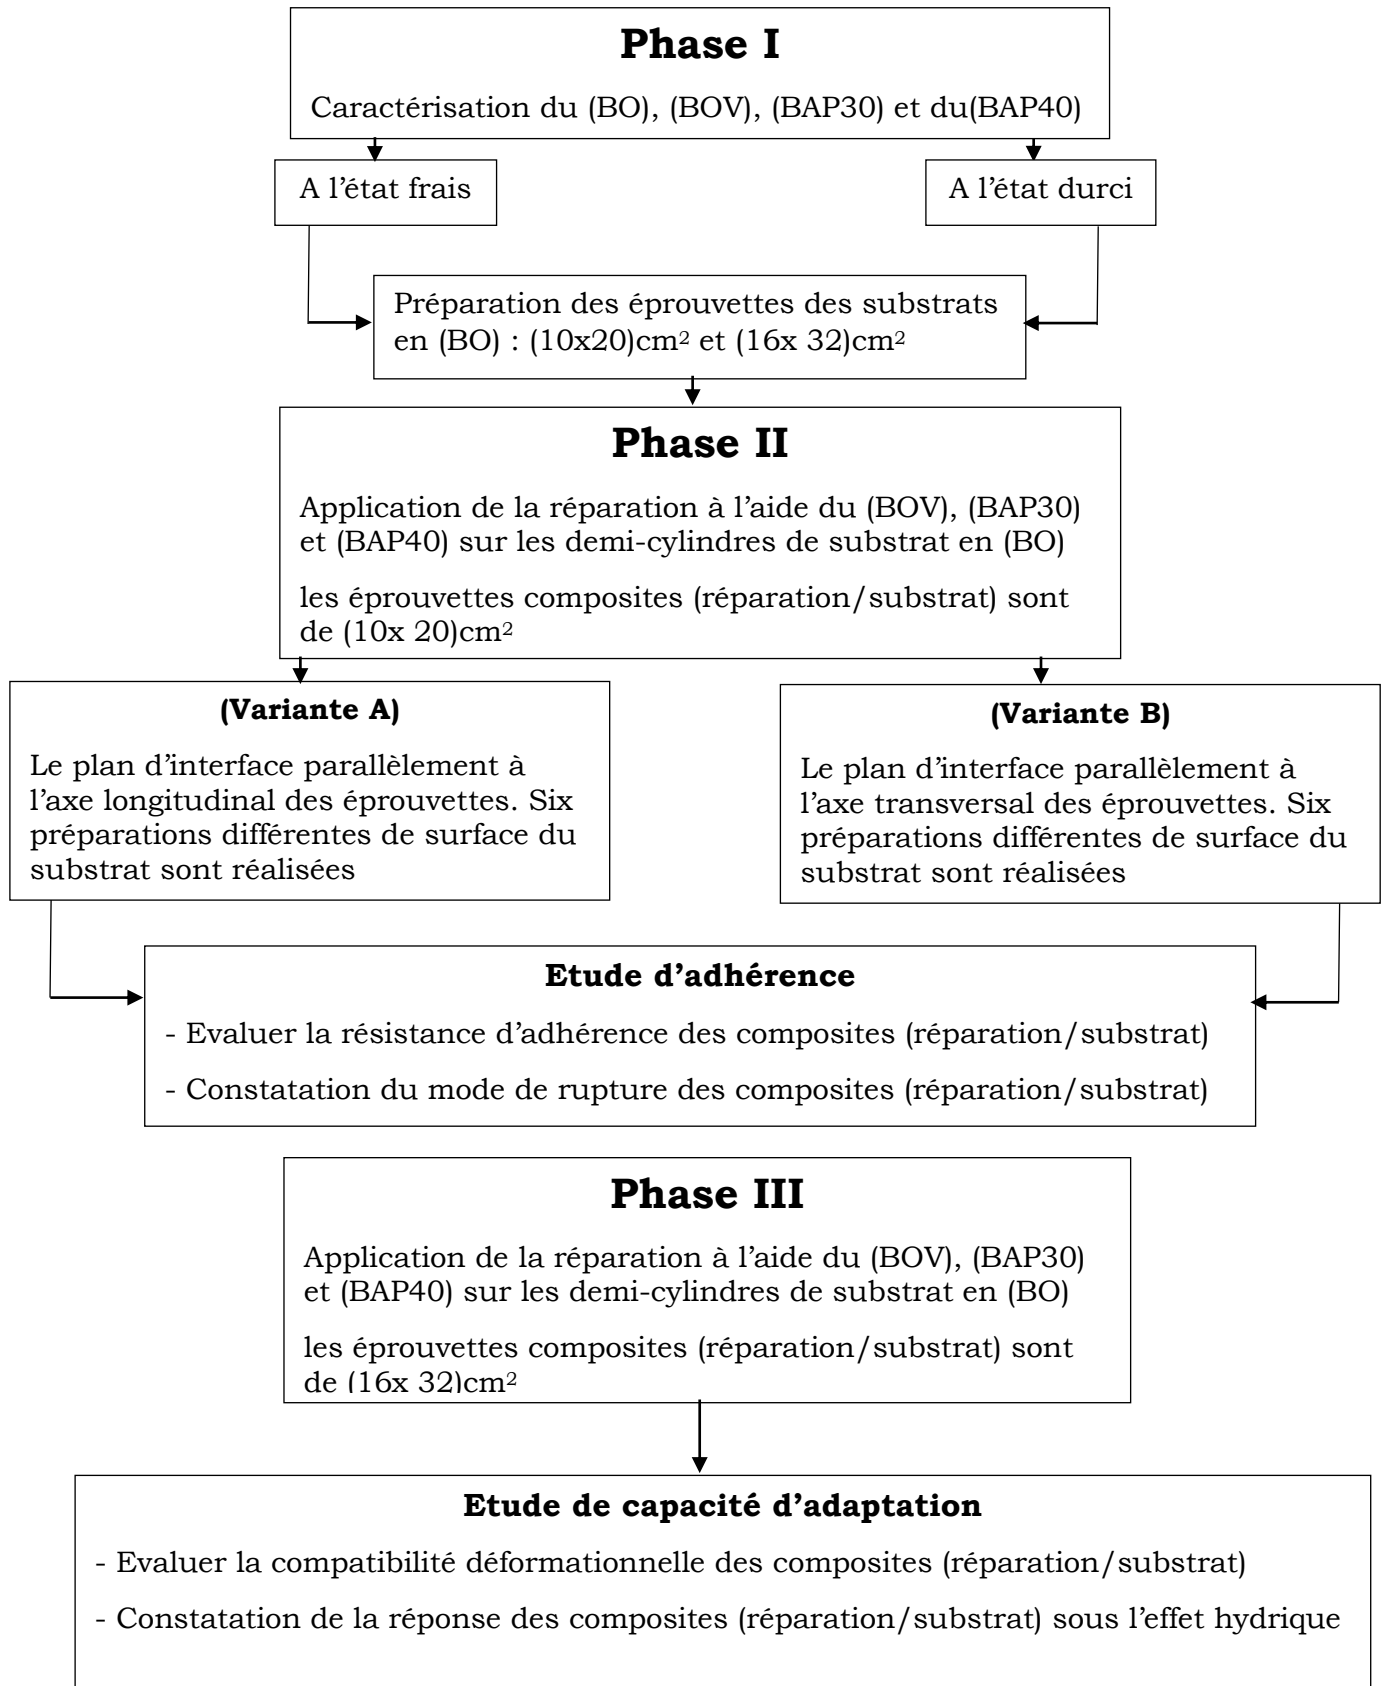 Phase I
Caractérisation du (BO), (BOV), (BAP30) et du(BAP40)
A l’état frais
A l’état durci
Préparation des éprouvettes des substrats
en (BO) : (10x20)cm²  et (16x 32)cm²
Phase II
Application de la réparation à l’aide du (BOV), (BAP30)
et (BAP40) sur les demi-cylindres de substrat en (BO)
les éprouvettes composites (réparation/substrat) sont
de (10x 20)cm²
(Variante A)
Le plan d’interface parallèlement à
l’axe longitudinal des éprouvettes. Six
préparations différentes de surface du
substrat sont réalisées
(Variante B)
Le plan d’interface parallèlement à
l’axe transversal des éprouvettes. Six
préparations différentes de surface du
substrat sont réalisées
Etude d’adhérence
- Evaluer la résistance d’adhérence des composites (réparation/substrat)
- Constatation du mode de rupture des composites (réparation/substrat)
Phase III
Application de la réparation à l’aide du (BOV), (BAP30)
et (BAP40) sur les demi-cylindres de substrat en (BO)
les éprouvettes composites (réparation/substrat) sont
de (16x 32)cm²
Etude de capacité d’adaptation
- Evaluer la compatibilité déformationnelle des composites (réparation/substrat)
- Constatation de la réponse des composites (réparation/substrat) sous l’effet hydrique